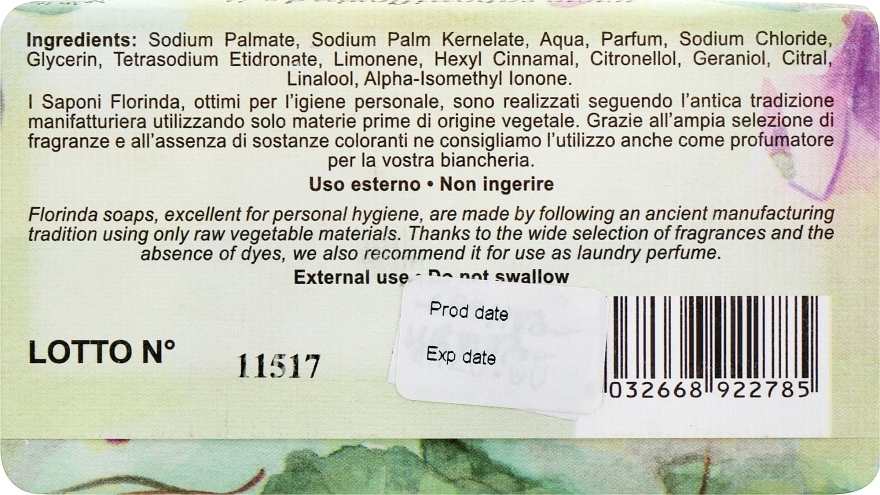 Ingredients: Sodium Palmate, Sodium Palm Kernelate, Aqua, Parfum, Sodium Chloride,
Glycerin, Tetrasodium Etidronate, Limonene, Hexyl Cinnamal, Citronellol, Geraniol, Citral,
Linalool, Alpha-Isomethyl Ionone.
I Saponi Florinda, ottimi per l’igiene personale, sono realizzati seguendo l’antica tradizione
manifatturiera utilizzando solo materie prime di origine vegetale. Grazie all’ampia selezione di
fragranze e all’assenza di sostanze coloranti ne consigliamo l’utilizzo anche come profumatore
per la vostra biancheria.
Uso esterno • Non ingerire
Florinda soaps, excellent for personal hygiene, are made by following an ancient manufacturing
tradition using only raw vegetable materials. Thanks to the wide selection of fragrances and the
absence of dyes, we also recommend it for use as laundry perfume.
External use • Do not swallow
Prod date
Exp date
LOTTO N° 11517
032668 922785